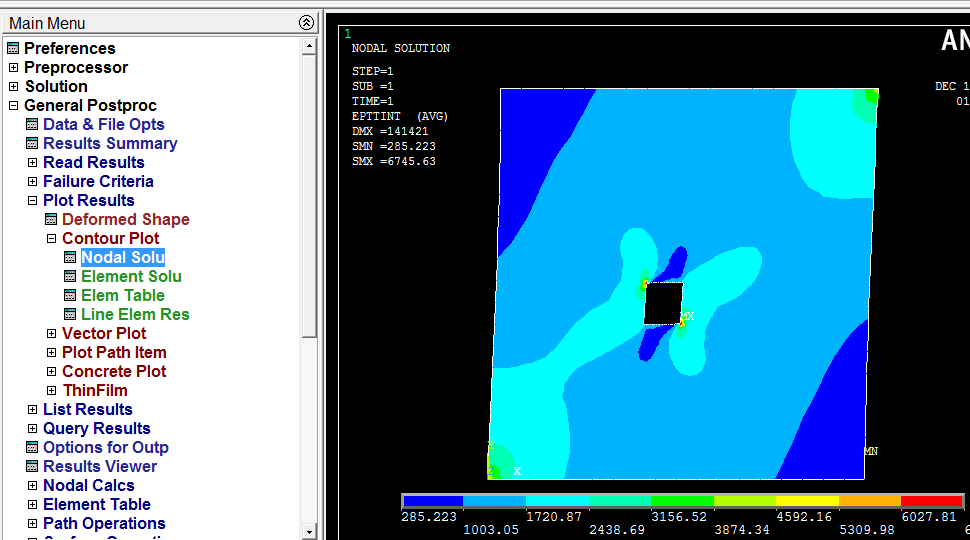 Main Menu
Preferences
Preprocessor
Solution
General Postproc
Data & File Opts
Results Summary
Read Results
Failure Criteria
Plot Results
Deformed Shape
Contour Plot
Nodal Solu
Element Solu
Elem Table
Line Elem Res
Vector Plot
Plot Path Item
Concrete Plot
ThinFilm
List Results
Query Results
Options for Outp
Results Viewer
Nodal Calcs
Element Table
Path Operations
1
NODAL SOLUTION
STEP=1
SUB =1
TIME=1
EPTTINT (AVG)
DMX =141421
SMN =285.223
SMX =6745.63
AN
DEC 1
01
MX
MN
X
285.223 1720.87 3156.52 4592.16 6027.81
1003.05 2438.69 3874.34 5309.98